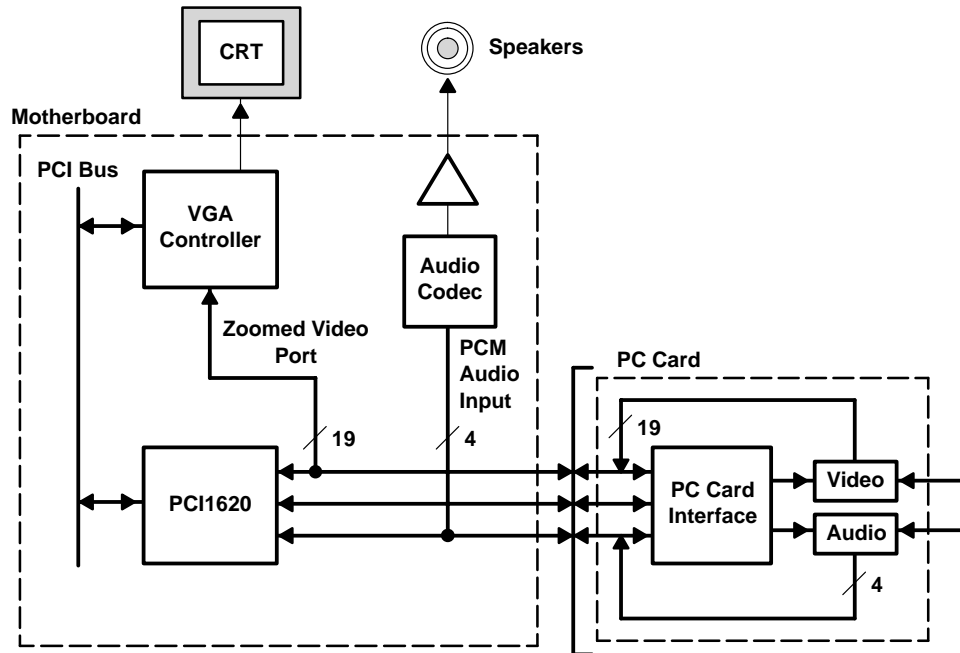 CRT
Speakers
Motherboard
PCI Bus
VGA
Controller
Audio
Codec
Zoomed Video
Port
PCM
Audio
Input
PC Card
19
4
19
PCI1620
PC Card
Interface
Video
Audio
4